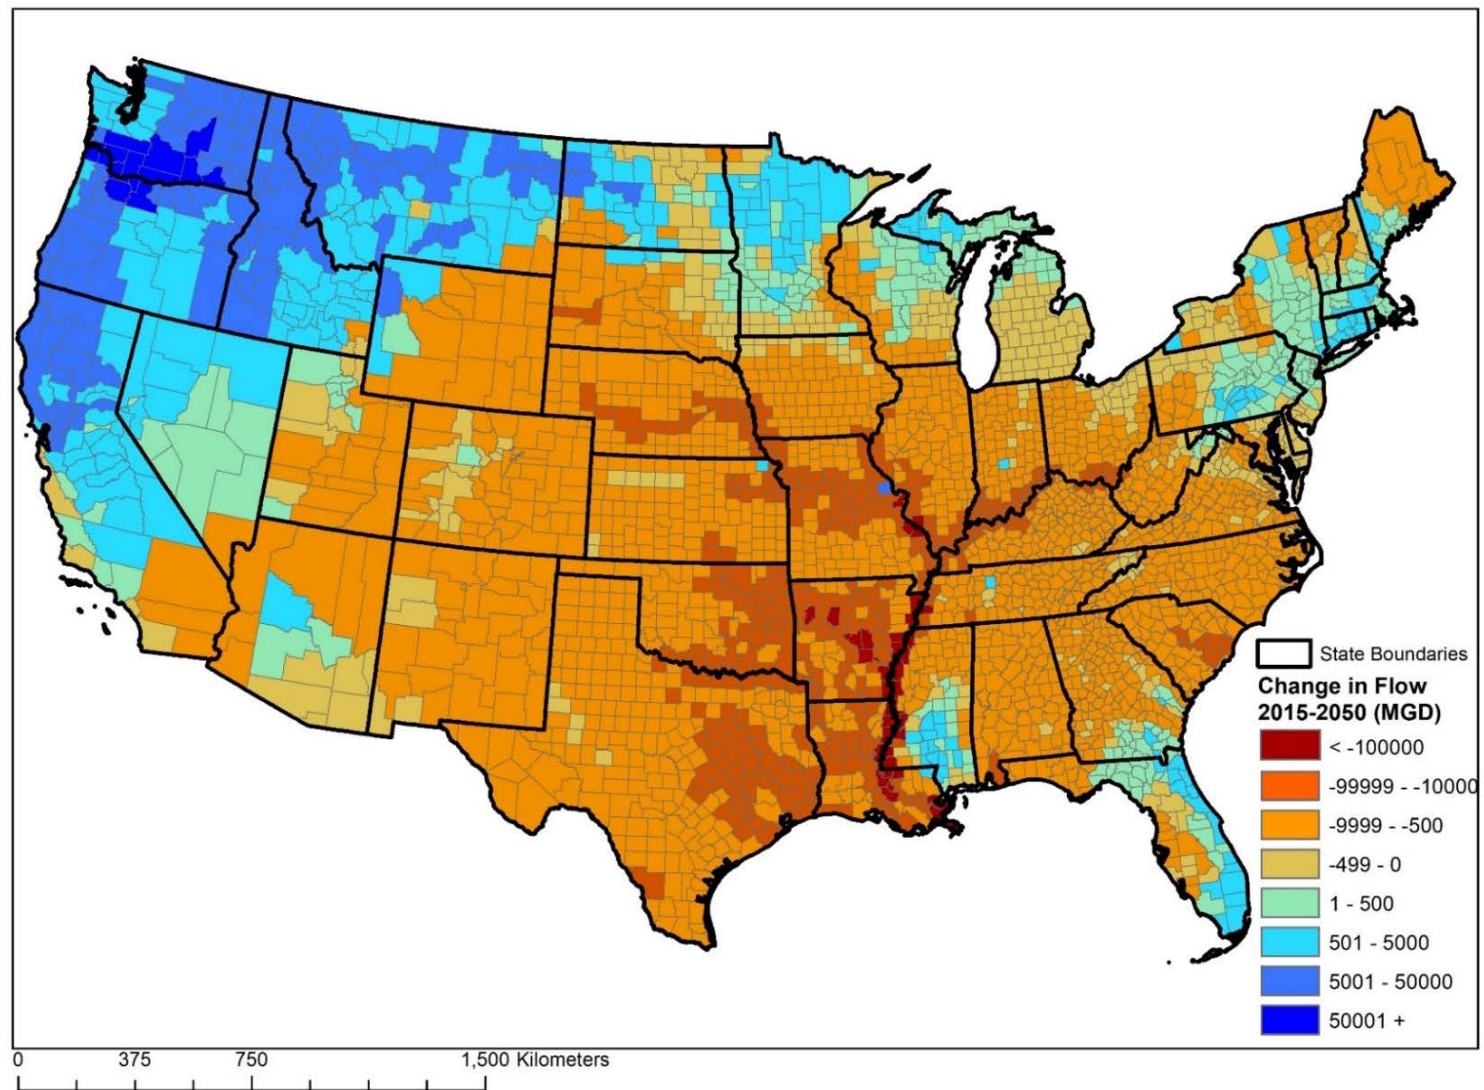 State Boundaries
Change in Flow
2015-2050 (MGD)
< -100000
-99999 - -10000
-9999 - -500
-499 - 0
1 - 500
501 - 5000
5001 - 50000
50001 +
0 375 750 1,500 Kilometers